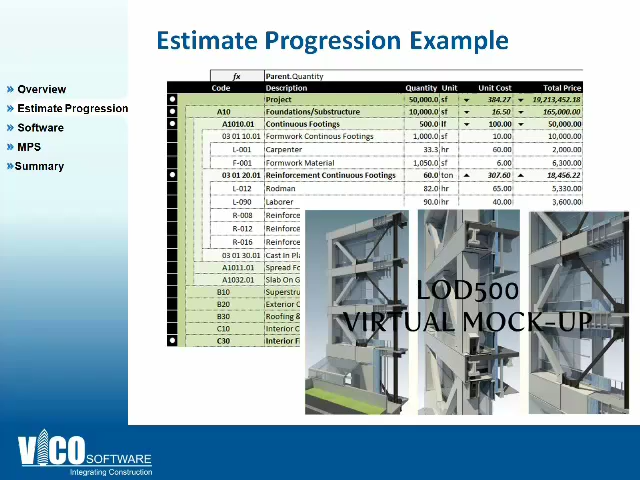 Estimate Progression Example
» Overview
» Estimate Progression
» Software
» MPS
»Summary
fx Parent.Quantity
Code Description Quantity Unit Unit Cost Total Price
Project 50,000.0 sf 384.27 19,213,452.18
A10 Foundations/Substructure 10,000.0 sf 16.50 165,000.00
A1010.01 Continuous Footings 500.0 lf 100.00 50,000.00
03 01 10.01 Formwork Continous Footings 1,000.0 sf 10.00 10,000.00
L-001 Carpenter 33.3 hr 60.00 2,000.00
F-001 Formwork Material 1,050.0 sf 6.00 6,300.00
03 01 20.01 Reinforcement Continuous Footings 60.0 ton 307.60 18,456.22
L-012 Rodman 82.0 hr 65.00 5,330.00
L-090 Laborer 90.0 hr 40.00 3,600.00
R-008 Reinforce
R-012 Reinforce
R-016 Reinforce
03 01 30.01 Cast In Pla
A1011.01 Spread Fo
A1032.01 Slab On G
B10 Superstru
B20 Exterior C
B30 Roofing &
C10 Interior C
C30 Interior F
LOD500
VIRTUAL MOCK-UP
VICO SOFTWARE
Integrating Construction